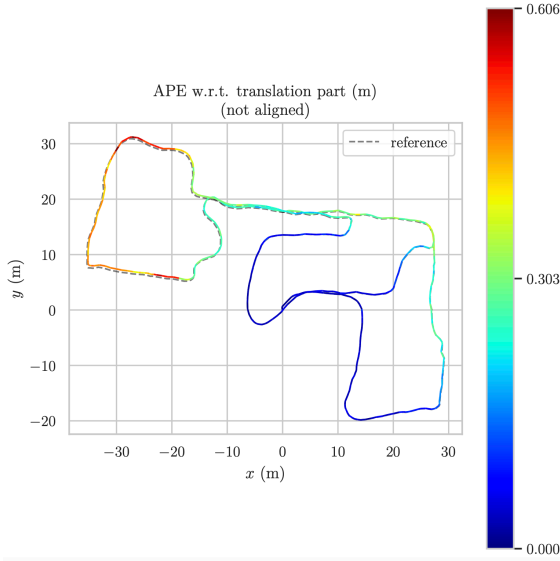 0.606
APE w.r.t. translation part (m)
(not aligned)
reference
30
20
10
0
−10
−20
y (m)
−30 −20 −10 0 10 20 30
x (m)
0.303
0.000